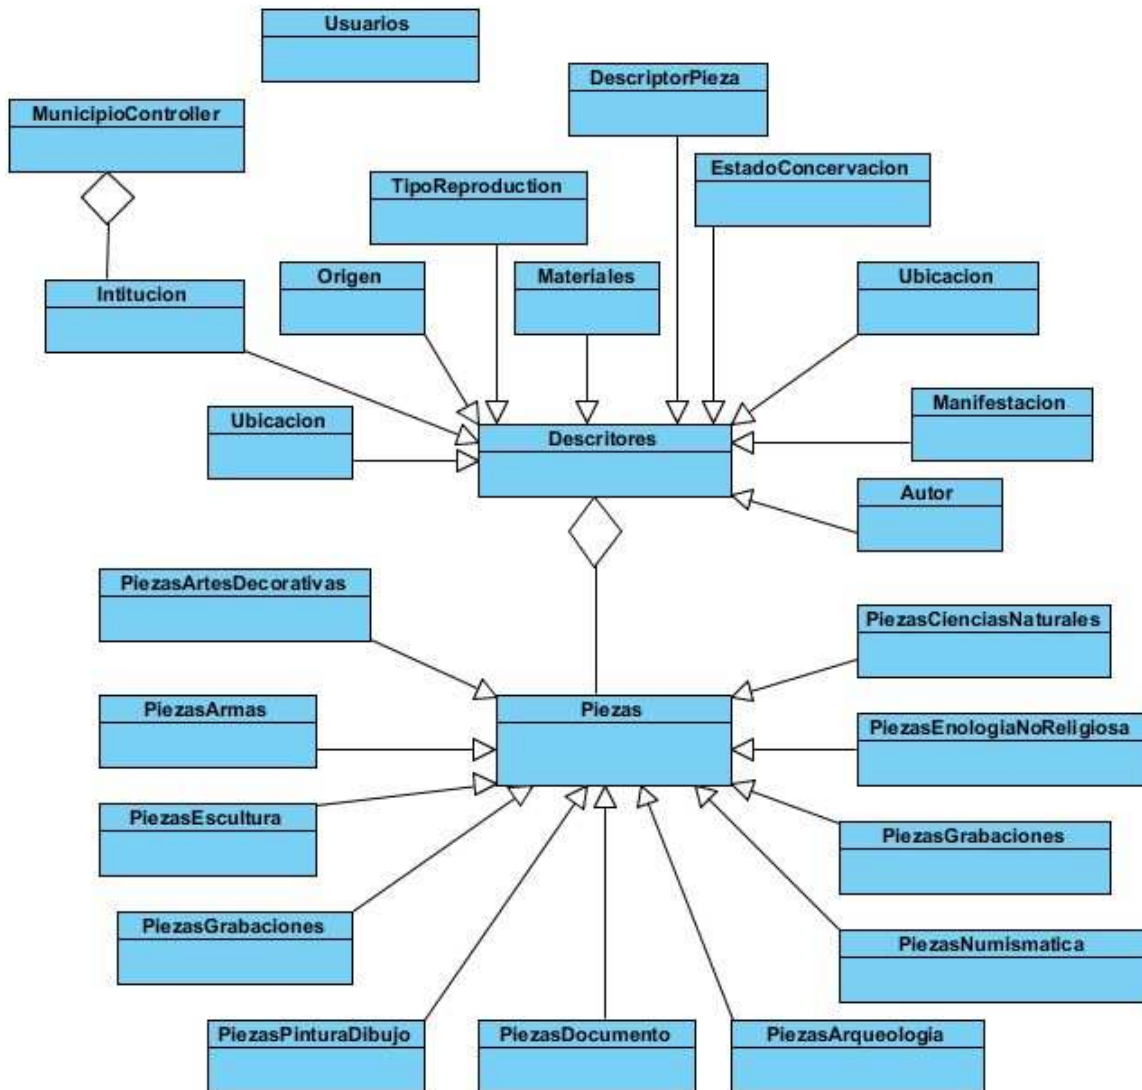 Usuarios
DescriptorPieza
MunicipioController
EstadoConcervacion
TipoReproduction
Origen
Materiales
Ubicacion
Intitucion
Manifestacion
Ubicacion
Descritores
Autor
PiezasArtesDecorativas
PiezasCienciasNaturales
PiezasArmas
Piezas
PiezasEnologiaNoReligiosa
PiezasEscultura
PiezasGrabaciones
PiezasGrabaciones
PiezasNumismatica
PiezasPinturaDibujo
PiezasDocumento
PiezasArqueologia